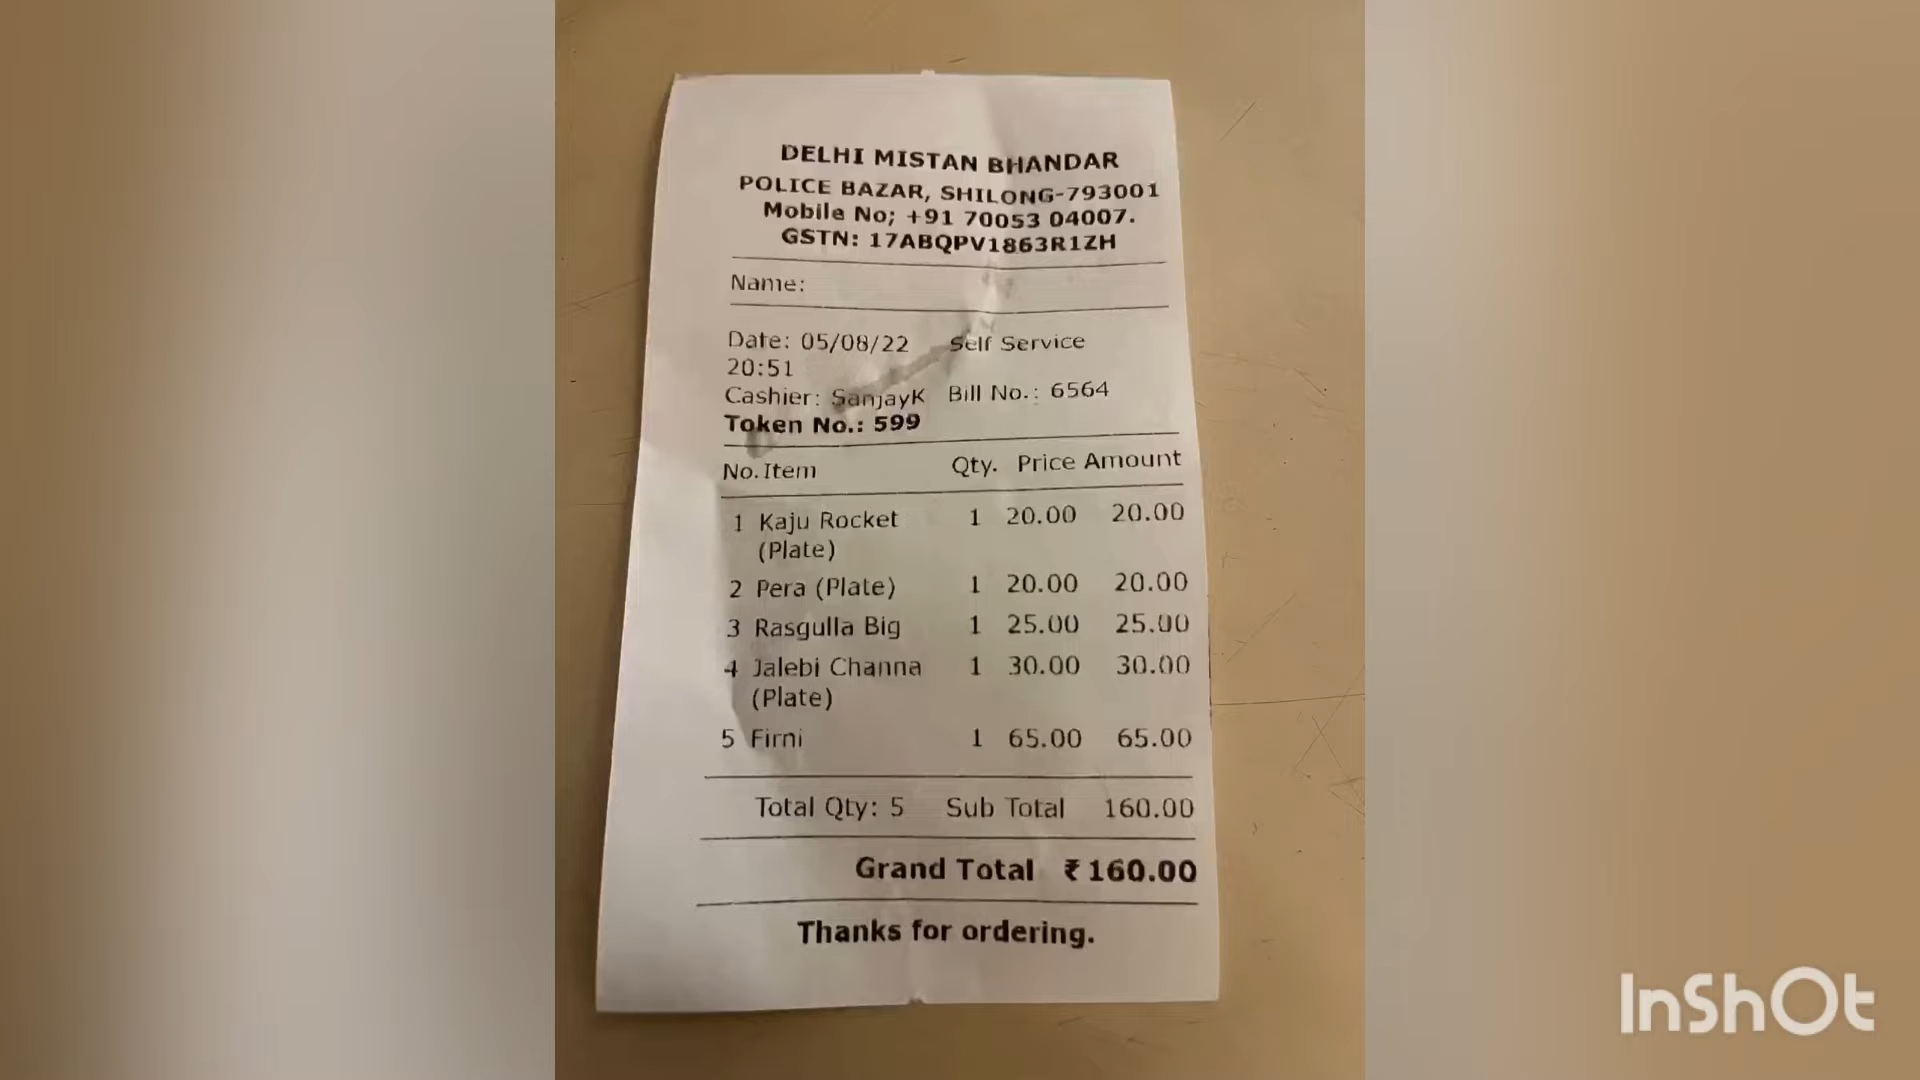 DELHI MISTAN BHANDAR
POLICE BAZAR, SHILONG-793001
Mobile No; +91 70053 04007.
GSTN: 17ABQPV1863R1ZH
Name:
Date: 05/08/22 Self Service
20:51
Cashier: SanjayK Bill No.: 6564
Token No.: 599
No. Item Qty. Price Amount
1 Kaju Rocket 1 20.00 20.00
(Plate)
2 Pera (Plate) 1 20.00 20.00
3 Rasgulla Big 1 25.00 25.00
4 Jalebi Channa 1 30.00 30.00
(Plate)
5 Firni 1 65.00 65.00
Total Qty: 5 Sub Total 160.00
Grand Total ₹ 160.00
Thanks for ordering.
InShOt